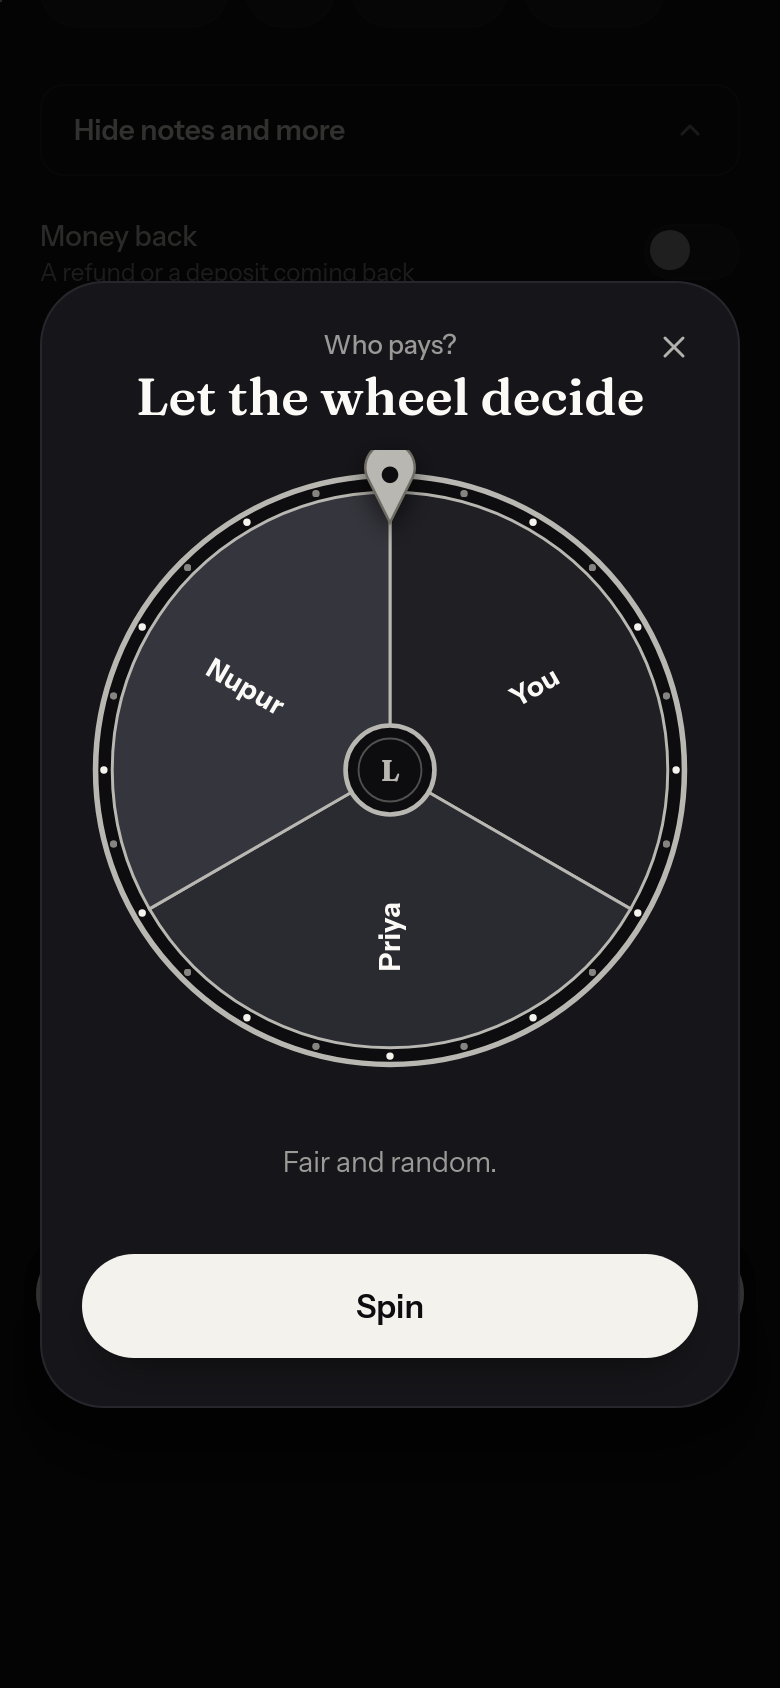 Hide notes and more
Money back
A refund or a deposit coming back
Who pays?
Let the wheel decide
Nupur
You
L
Priya
Fair and random.
Spin